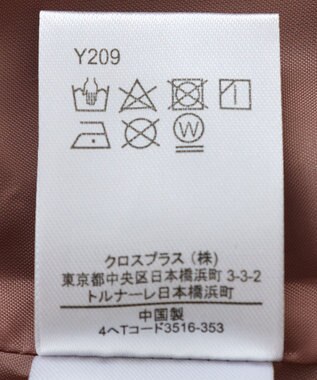 Y209
W
クロスプラス（株）
東京都中央区日本橋浜町 3-3-2
トルナーレ日本橋浜町
中国製
4へTコード3516-353